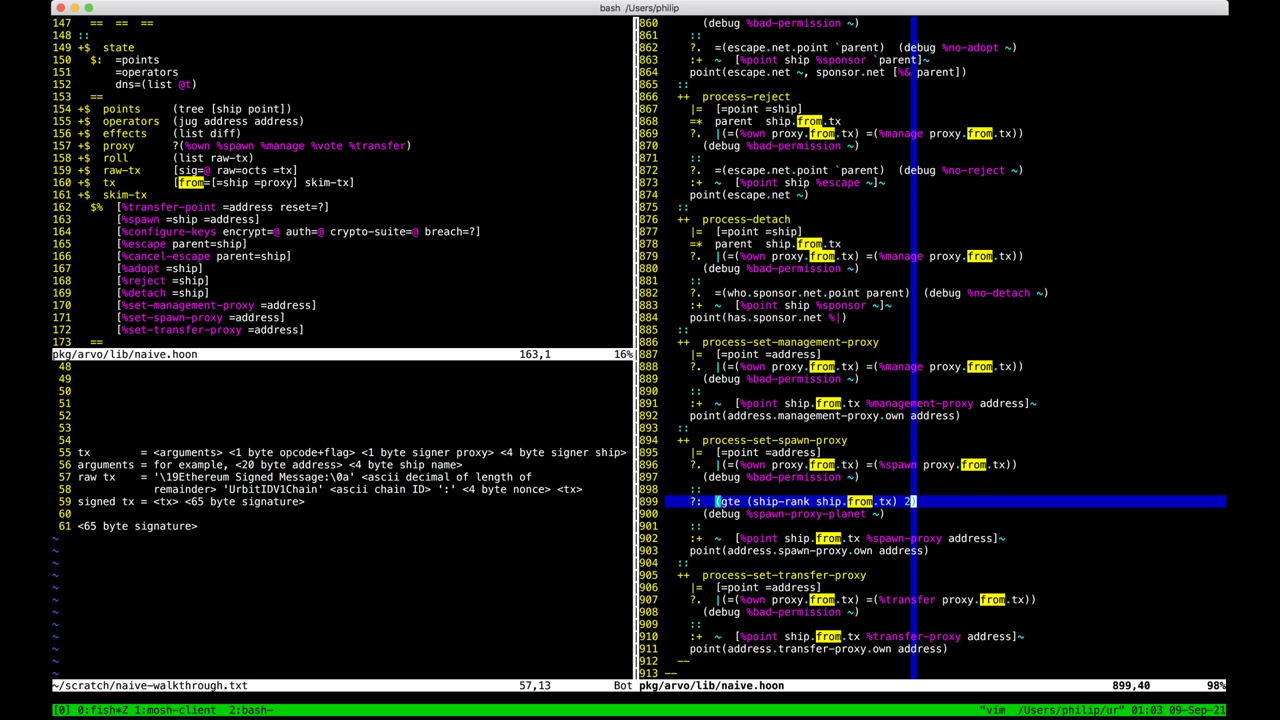 bash /Users/philip
147   ==  ==  ==
148 ::
149 +$  state
150   $:  =points
151       =operators
152       dns=(list @t)
153   ==
154 +$  points     (tree [ship point])
155 +$  operators  (jug address address)
156 +$  effects    (list diff)
157 +$  proxy      ?(%own %spawn %manage %vote %transfer)
158 +$  roll       (list raw-tx)
159 +$  raw-tx     [sig=@ raw=octs =tx]
160 +$  tx         [from=[=ship =proxy] skim-tx]
161 +$  skim-tx
162   $%  [%transfer-point =address reset=?]
163       [%spawn =ship =address]
164       [%configure-keys encrypt=@ auth=@ crypto-suite=@ breach=?]
165       [%escape parent=ship]
166       [%cancel-escape parent=ship]
167       [%adopt =ship]
168       [%reject =ship]
169       [%detach =ship]
170       [%set-management-proxy =address]
171       [%set-spawn-proxy =address]
172       [%set-transfer-proxy =address]
173   ==
pkg/arvo/lib/naive.hoon 163,1 16%
48
49
50
51
52
53
54
55 tx        = <arguments> <1 byte opcode+flag> <1 byte signer proxy> <4 byte signer ship>
56 arguments = for example, <20 byte address> <4 byte ship name>
57 raw tx    = '\19Ethereum Signed Message:\0a' <ascii decimal of length of
58             remainder> 'UrbitIDV1Chain' <ascii chain ID> ':' <4 byte nonce> <tx>
59 signed tx = <tx> <65 byte signature>
60
61 <65 byte signature>
~
~
~
~
~
~
~
~
~
~
~
~
~/scratch/naive-walkthrough.txt 57,13 Bot
860     (debug %bad-permission ~)
861   ::
862   ?.  =(escape.net.point `parent)  (debug %no-adopt ~)
863   :+  ~  [%point ship %sponsor `parent]~
864   point(escape.net ~, sponsor.net [%& parent])
865 ::
866 ++  process-reject
867   |=  [=point =ship]
868   =*  parent  ship.from.tx
869   ?.  |(=(%own proxy.from.tx) =(%manage proxy.from.tx))
870     (debug %bad-permission ~)
871   ::
872   ?.  =(escape.net.point `parent)  (debug %no-reject ~)
873   :+  ~  [%point ship %escape ~]~
874   point(escape.net ~)
875 ::
876 ++  process-detach
877   |=  [=point =ship]
878   =*  parent  ship.from.tx
879   ?.  |(=(%own proxy.from.tx) =(%manage proxy.from.tx))
880     (debug %bad-permission ~)
881   ::
882   ?.  =(who.sponsor.net.point parent)  (debug %no-detach ~)
883   :+  ~  [%point ship %sponsor ~]~
884   point(has.sponsor.net %|)
885 ::
886 ++  process-set-management-proxy
887   |=  [=point =address]
888   ?.  |(=(%own proxy.from.tx) =(%manage proxy.from.tx))
889     (debug %bad-permission ~)
890   ::
891   :+  ~  [%point ship.from.tx %management-proxy address]~
892   point(address.management-proxy.own address)
893 ::
894 ++  process-set-spawn-proxy
895   |=  [=point =address]
896   ?.  |(=(%own proxy.from.tx) =(%spawn proxy.from.tx))
897     (debug %bad-permission ~)
898   ::
899   ?:  (gte (ship-rank ship.from.tx) 2)
900     (debug %spawn-proxy-planet ~)
901   ::
902   :+  ~  [%point ship.from.tx %spawn-proxy address]~
903   point(address.spawn-proxy.own address)
904 ::
905 ++  process-set-transfer-proxy
906   |=  [=point =address]
907   ?.  |(=(%own proxy.from.tx) =(%transfer proxy.from.tx))
908     (debug %bad-permission ~)
909   ::
910   :+  ~  [%point ship.from.tx %transfer-proxy address]~
911   point(address.transfer-proxy.own address)
912   --
913 --
pkg/arvo/lib/naive.hoon 899,40 98%
[0] 0:fish*Z 1:mosh-client  2:bash- "vim  /Users/philip/ur" 01:03 09-Sep-21